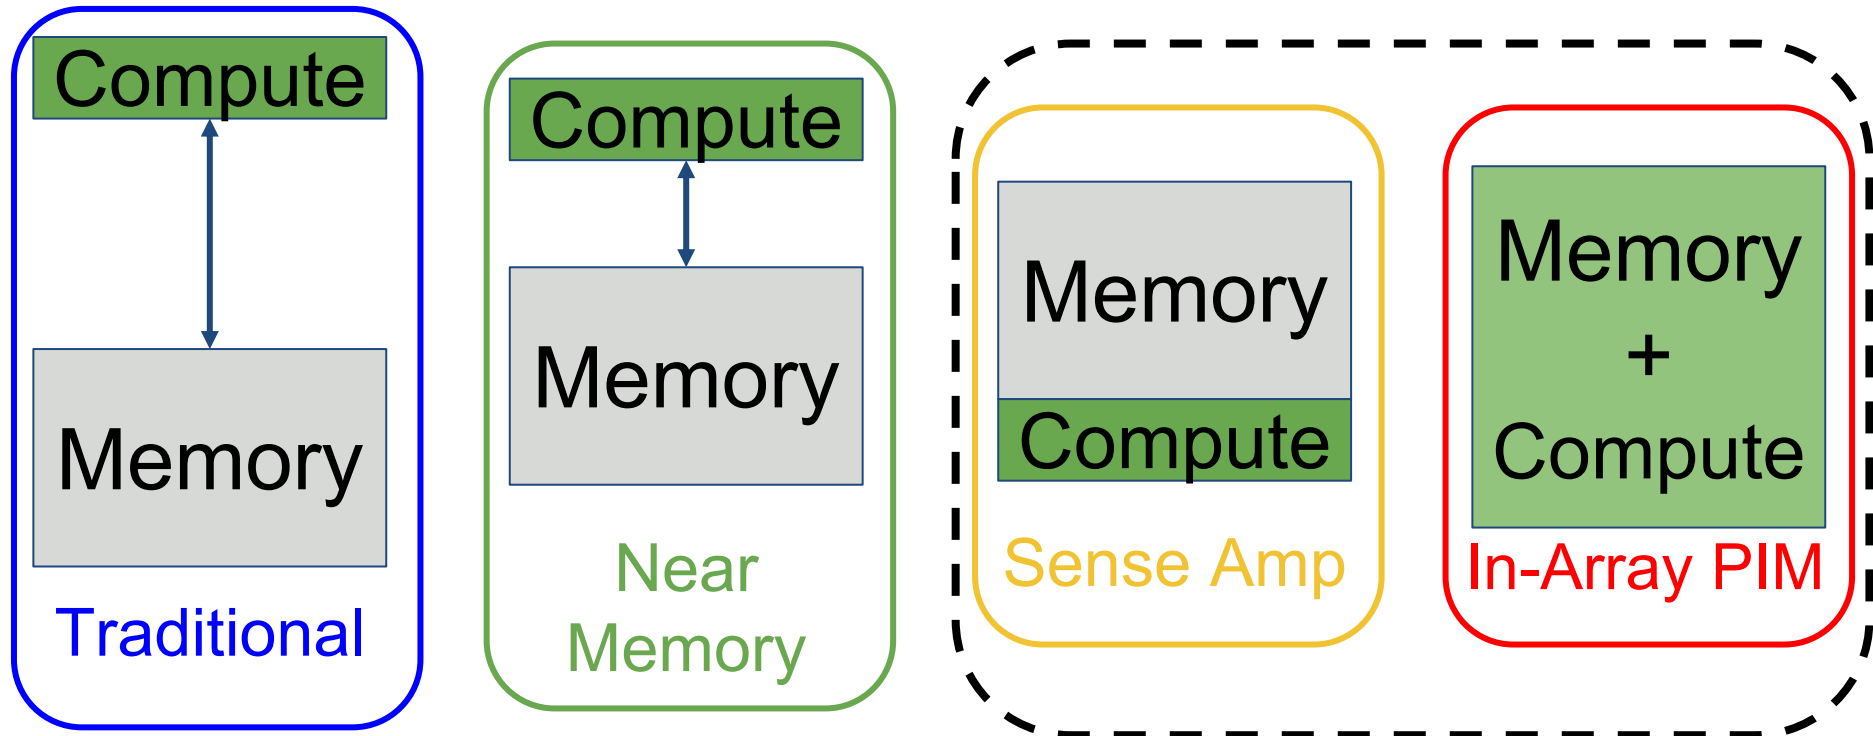 Compute
Memory
Traditional
Compute
Memory
Near
Memory
Memory
Compute
Sense Amp
Memory
+
Compute
In-Array PIM